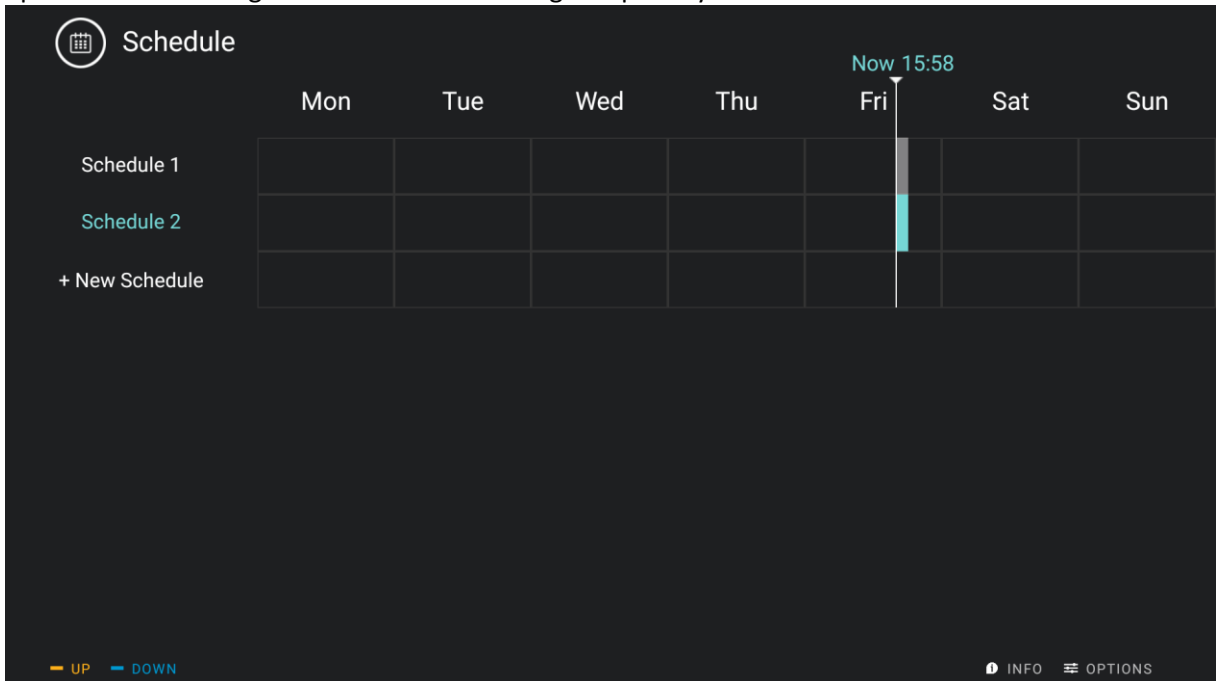 Schedule
Now 15:58
Mon Tue Wed Thu Fri Sat Sun
Schedule 1
Schedule 2
+ New Schedule
UP DOWN INFO OPTIONS